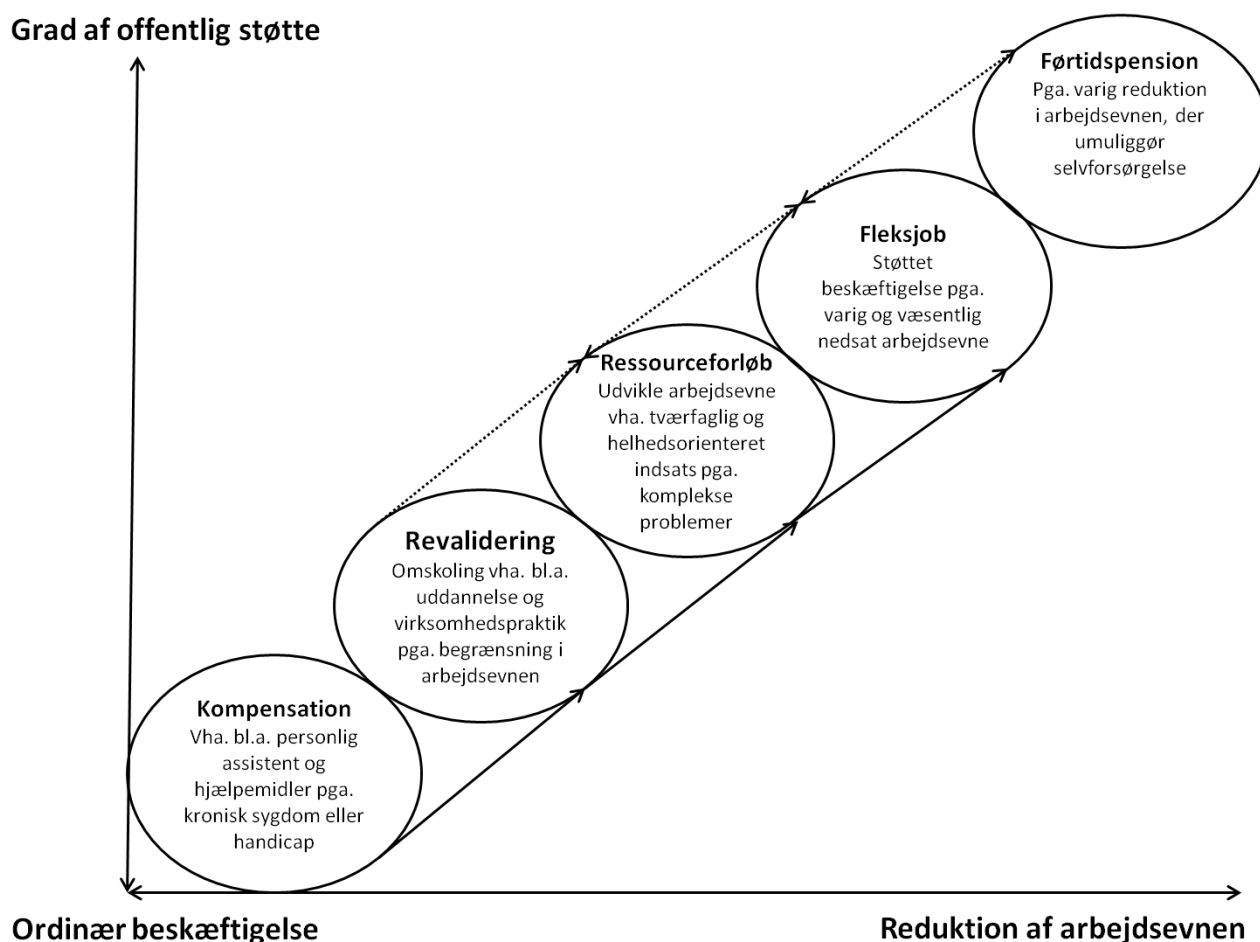 Grad af offentlig støtte
Førtidspension
Pga. varig reduktion
i arbejdsevnen, der
umuliggør
selvforsørgelse
Fleksjob
Støttet
beskæftigelse pga.
varig og væsentlig
nedsat arbejdsevne
Ressourceforløb
Udvikle arbejdsevne
vha. tværfaglig og
helhedsorienteret
indsats pga.
komplekse
problemer
Revalidering
Omskoling vha. bl.a.
uddannelse og
virksomhedspraktik
pga. begrænsning i
arbejdsevnen
Kompensation
Vha. bl.a. personlig
assistent og
hjælpemidler pga.
kronisk sygdom eller
handicap
Ordinær beskæftigelse
Reduktion af arbejdsevnen